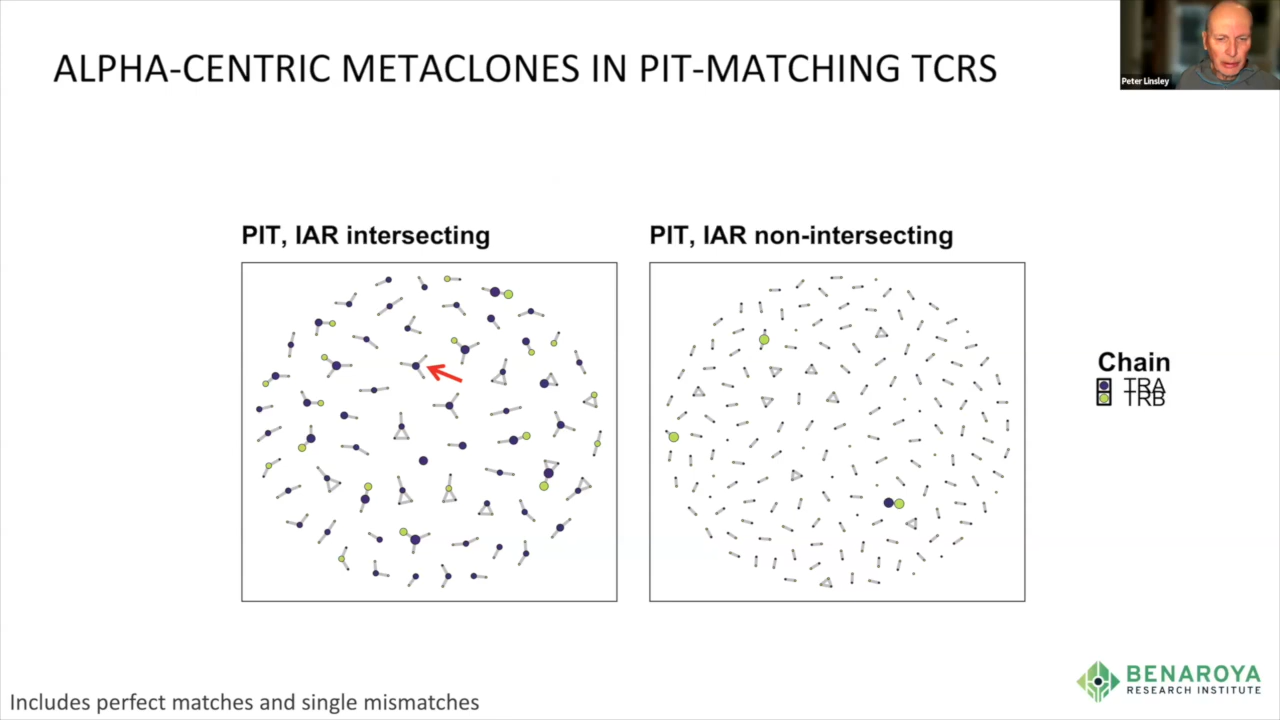 ALPHA-CENTRIC METACLONES IN PIT-MATCHING TCRS
Peter Linsley
PIT, IAR intersecting
PIT, IAR non-intersecting
Chain
TRA
TRB
BENAROYA
RESEARCH INSTITUTE
Includes perfect matches and single mismatches